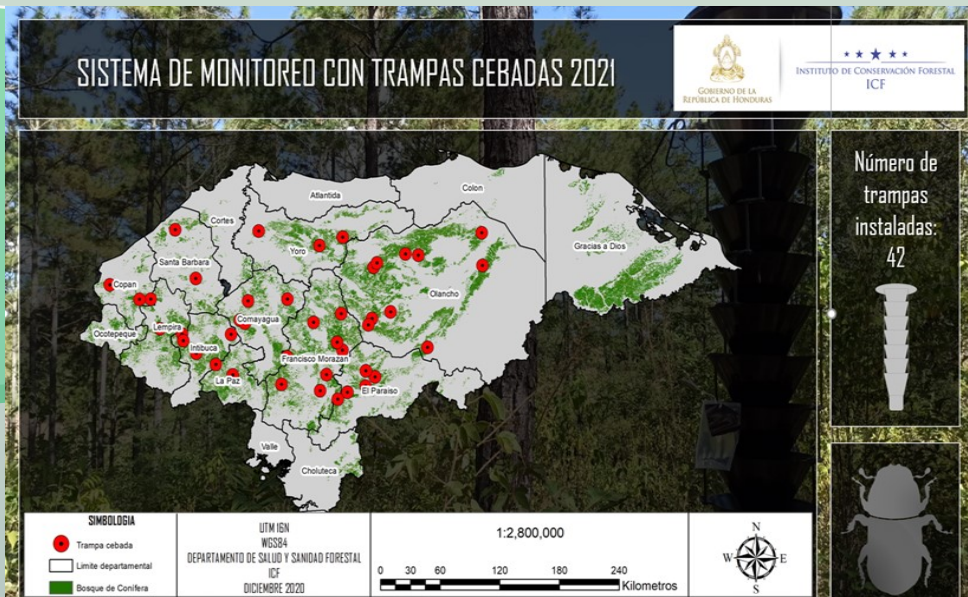 SISTEMA DE MONITOREO CON TRAMPAS CEBADAS 2021
GOBIERNO DE LA
REPÚBLICA DE HONDURAS
INSTITUTO DE CONSERVACIÓN FORESTAL
ICF
Número de
trampas
instaladas:
42
Atlantida
Colon
Cortes
Yoro
Gracias a Dios
Santa Barbara
Copan
Olancho
Comayagua
Lempira
Ocotepeque
Intibuca
Francisco Morazan
La Paz
El Paraiso
Valle
Choluteca
SIMBOLOGIA
Trampa cebada
Limite departamental
Bosque de Conifera
UTM 16N
WGS84
DEPARTAMENTO DE SALUD Y SANIDAD FORESTAL
ICF
DICIEMBRE 2020
1:2,800,000
0 30 60 120 180 240
Kilometros
N
W E
S